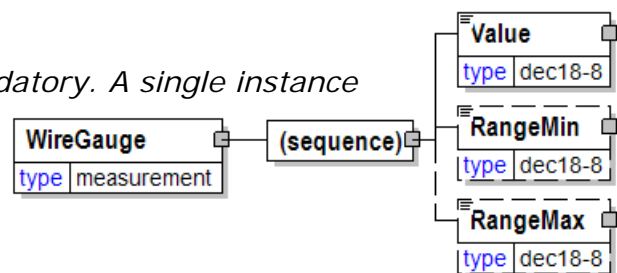 Value
type dec18-8
datory. A single instance
RangeMin
WireGauge
(sequence)
type dec18-8
type measurement
RangeMax
type dec18-8